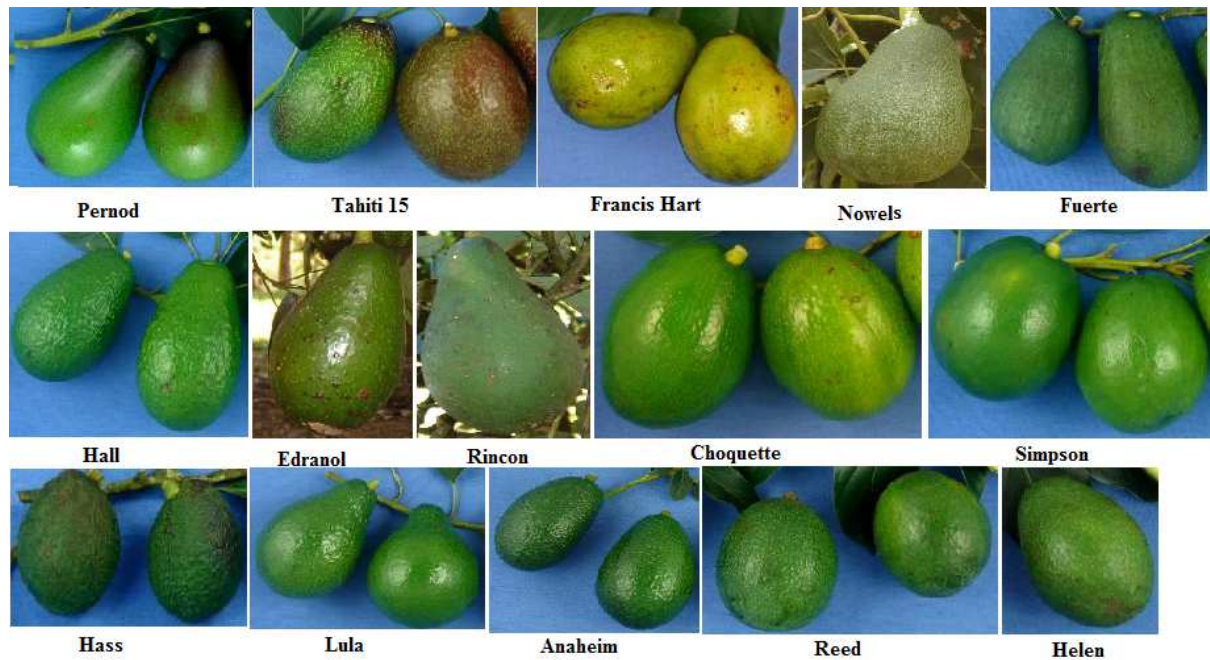 Pernod
Tahiti 15
Francis Hart
Nowels
Fuerte
Hall
Edranol
Rincon
Choquette
Simpson
Hass
Lula
Anaheim
Reed
Helen